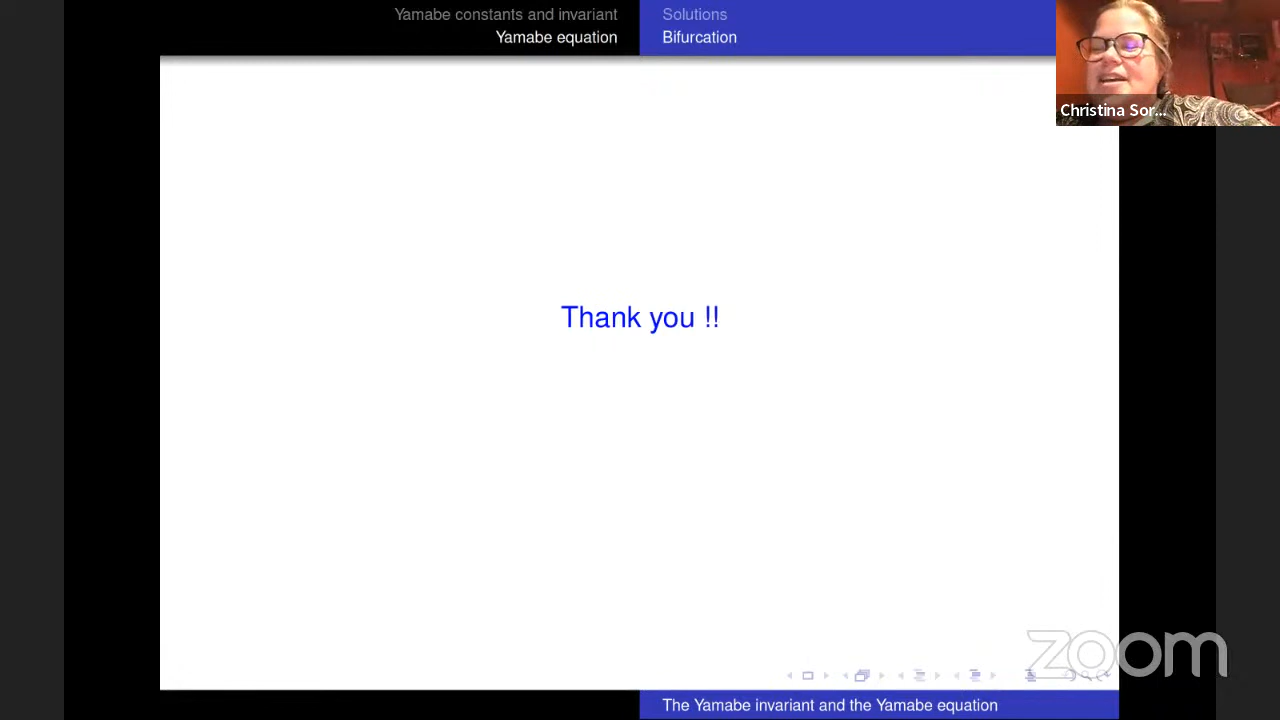 Yamabe constants and invariant
Yamabe equation
Solutions
Bifurcation
Christina Sor...
Thank you !!
zoom
The Yamabe invariant and the Yamabe equation